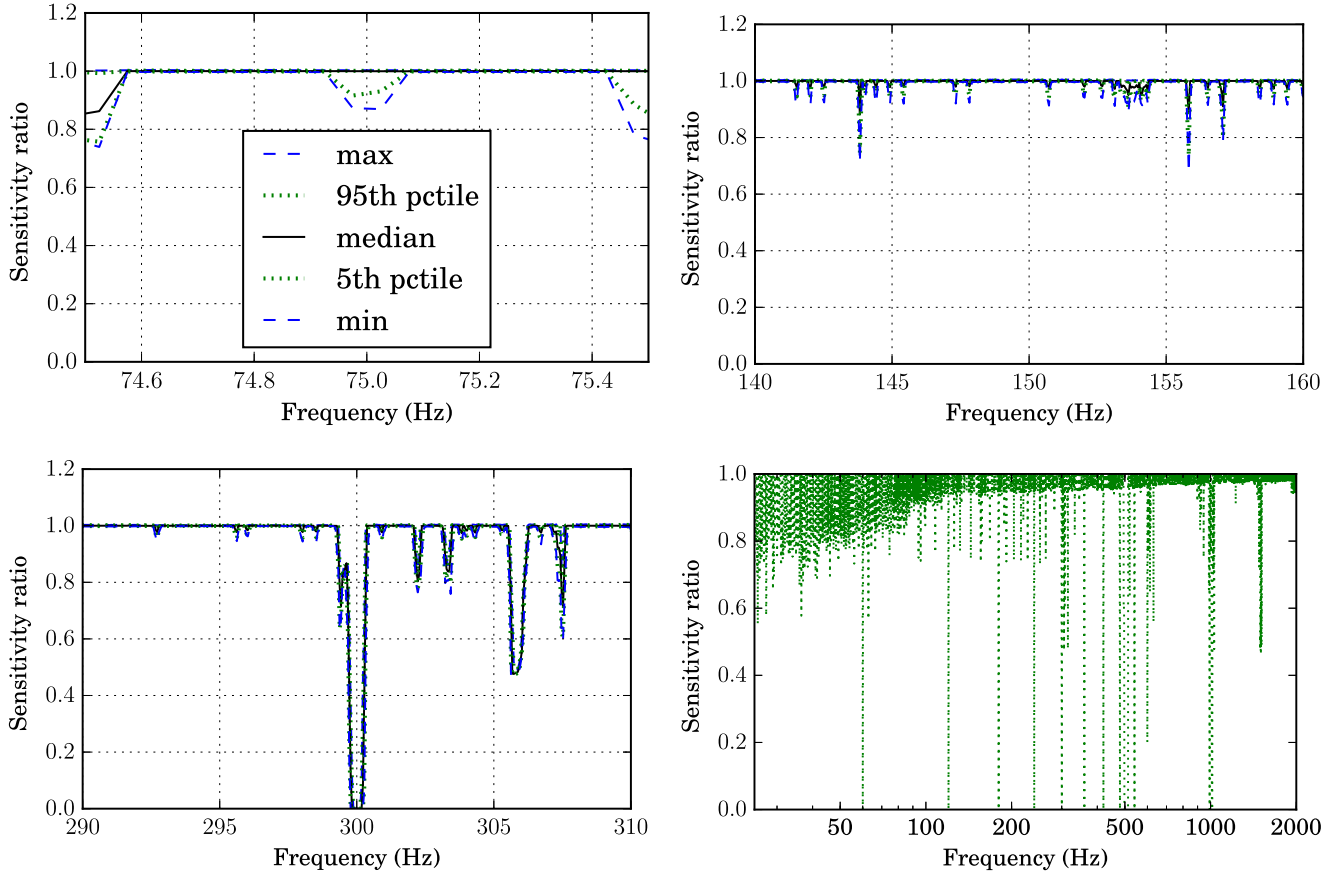 1.2
1.0
0.8
0.6
0.4
0.2
0.0
Sensitivity ratio
max
95th pctile
median
5th pctile
min
74.6 74.8 75.0 75.2 75.4
Frequency (Hz)
1.2
1.0
0.8
0.6
0.4
0.2
0.0
Sensitivity ratio
140 145 150 155 160
Frequency (Hz)
1.2
1.0
0.8
0.6
0.4
0.2
0.0
Sensitivity ratio
290 295 300 305 310
Frequency (Hz)
1.0
0.8
0.6
0.4
0.2
0.0
Sensitivity ratio
50 100 200 500 1000 2000
Frequency (Hz)